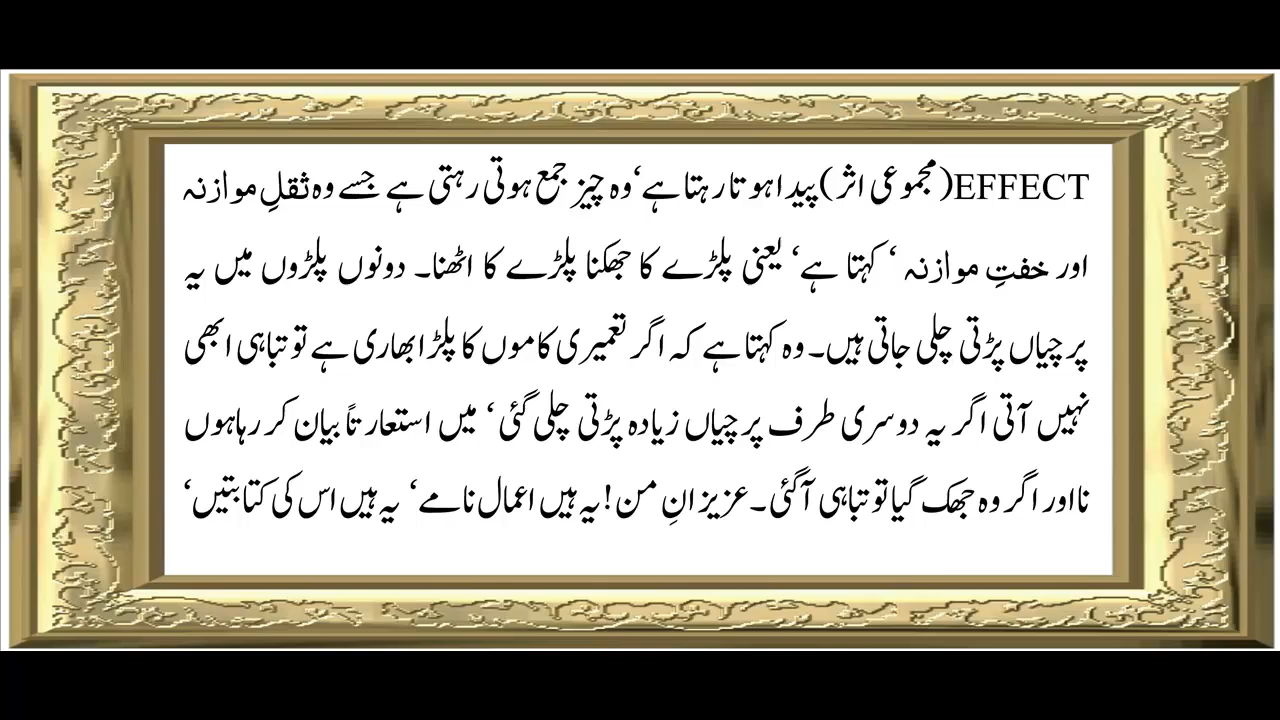 EFFECT(مجموعی اثر) پیدا ہوتا رہتا ہے‘ وہ چیز جمع ہوتی رہتی ہے جسے وہ ثقلِ موازنہ
اور خفتِ موازنہ ‘ کہتا ہے‘ یعنی پلڑے کا جھکنا پلڑے کا اٹھنا۔ دونوں پلڑوں میں یہ
پرچیاں پڑتی چلی جاتی ہیں۔ وہ کہتا ہے کہ اگر تعمیری کاموں کا پلڑا بھاری ہے تو تباہی ابھی
نہیں آتی اگر یہ دوسری طرف پرچیاں زیادہ پڑتی چلی گئی‘ میں استعارتاً بیان کر رہا ہوں
نا اور اگر وہ جھک گیا تو تباہی آگئی۔ عزیزانِ من! یہ ہیں اعمال نامے‘ یہ ہیں اس کی کتابتیں‘